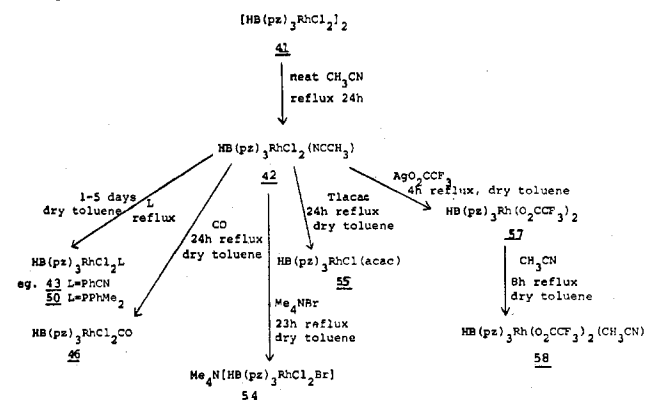 [HB(pz)3RhCl2]2
41
neat CH3CN
reflux 24h
HB(pz)3RhCl2(NCCH3)
42
1-5 days
dry toluene
L
reflux
CO
24h reflux
dry toluene
Tlacac
24h reflux
dry toluene
AgO2CCF3
4h reflux, dry toluene
HB(pz)3Rh(O2CCF3)2
57
HB(pz)3RhCl2L
eg. 43 L=PhCN
50 L=PPhMe2
HB(pz)3RhCl(acac)
55
CH3CN
8h reflux
dry toluene
Me4NBr
23h reflux
dry toluene
HB(pz)3RhCl2CO
46
HB(pz)3Rh(O2CCF3)2(CH3CN)
58
Me4N[HB(pz)3RhCl2Br]
54